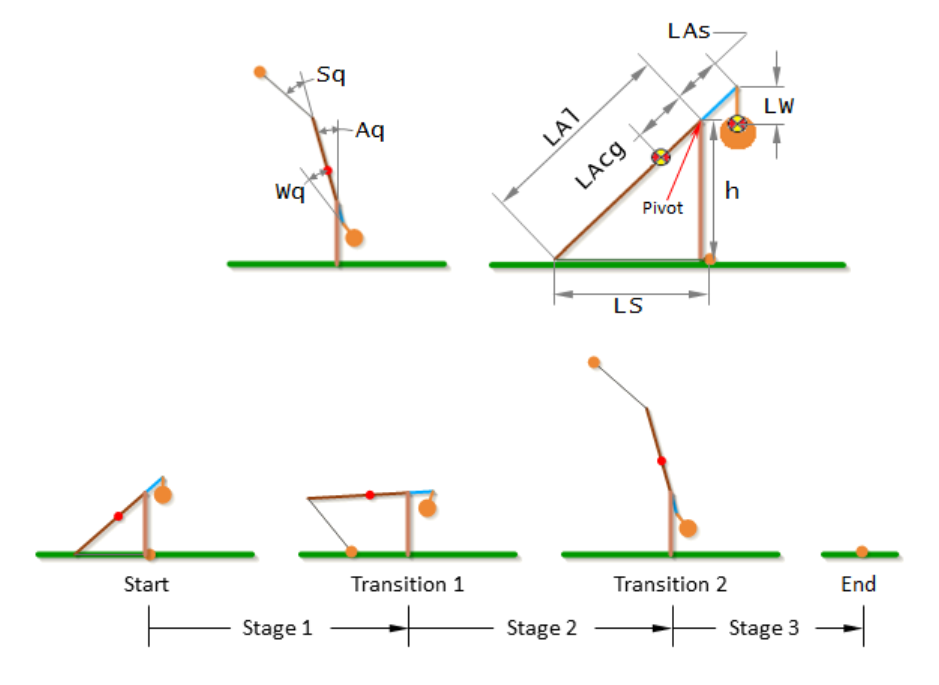 LAs
Sq
LW
LAl
Aq
LAcg
Wq
h
Pivot
LS
Start
Transition 1
Transition 2
End
Stage 1
Stage 2
Stage 3